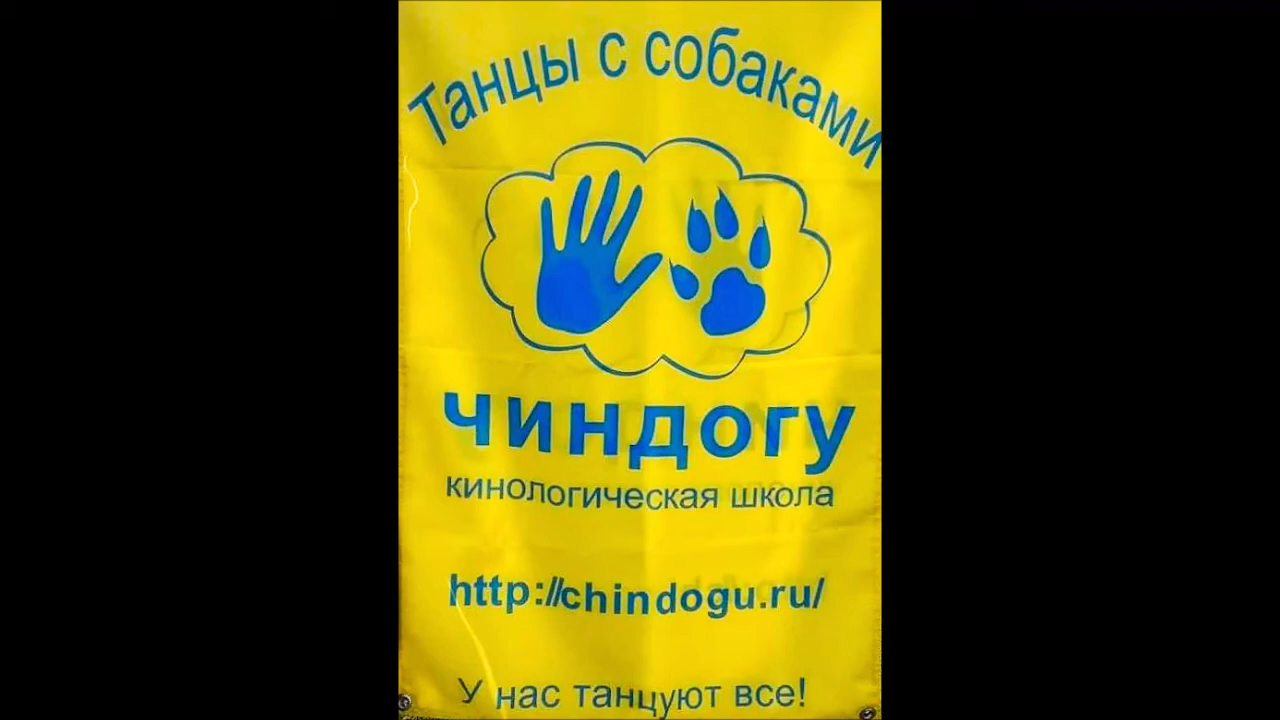 Танцы с собаками
чиндогу
кинологическая школа
http://chindogu.ru/
У нас танцуют все!